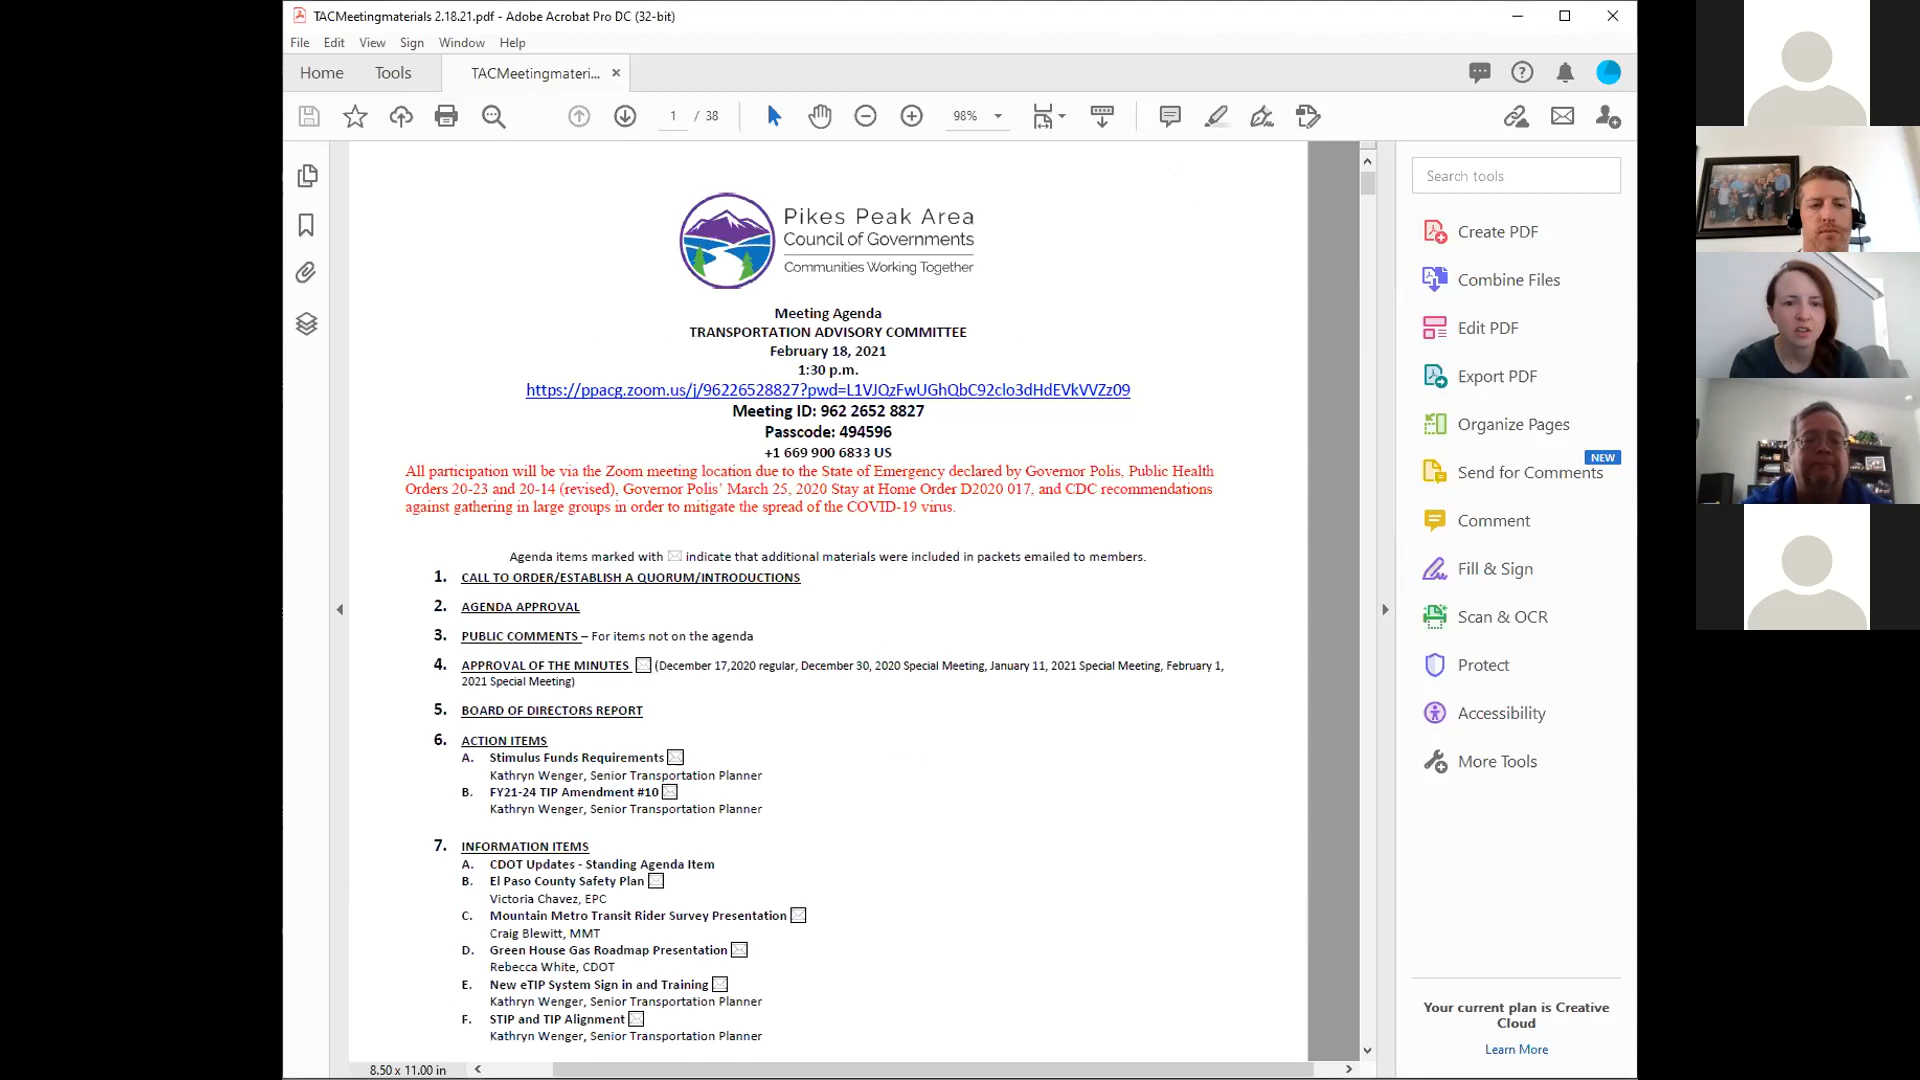 TACMeetingmaterials 2.18.21.pdf - Adobe Acrobat Pro DC (32-bit)
File Edit View Sign Window Help
Home Tools TACMeetingmateri... ×
1 / 38 98%
Search tools
Create PDF
Combine Files
Edit PDF
Export PDF
Organize Pages
NEW
Send for Comments
Comment
Fill & Sign
Scan & OCR
Protect
Accessibility
More Tools
Your current plan is Creative
Cloud
Learn More
Pikes Peak Area
Council of Governments
Communities Working Together
Meeting Agenda
TRANSPORTATION ADVISORY COMMITTEE
February 18, 2021
1:30 p.m.
https://ppacg.zoom.us/j/96226528827?pwd=L1VJQzFwUGhQbC92clo3dHdEVkVVZz09
Meeting ID: 962 2652 8827
Passcode: 494596
+1 669 900 6833 US
All participation will be via the Zoom meeting location due to the State of Emergency declared by Governor Polis, Public Health
Orders 20-23 and 20-14 (revised), Governor Polis’ March 25, 2020 Stay at Home Order D2020 017, and CDC recommendations
against gathering in large groups in order to mitigate the spread of the COVID-19 virus.
Agenda items marked with indicate that additional materials were included in packets emailed to members.
1. CALL TO ORDER/ESTABLISH A QUORUM/INTRODUCTIONS
2. AGENDA APPROVAL
3. PUBLIC COMMENTS – For items not on the agenda
4. APPROVAL OF THE MINUTES (December 17,2020 regular, December 30, 2020 Special Meeting, January 11, 2021 Special Meeting, February 1,
2021 Special Meeting)
5. BOARD OF DIRECTORS REPORT
6. ACTION ITEMS
A. Stimulus Funds Requirements
Kathryn Wenger, Senior Transportation Planner
B. FY21-24 TIP Amendment #10
Kathryn Wenger, Senior Transportation Planner
7. INFORMATION ITEMS
A. CDOT Updates - Standing Agenda Item
B. El Paso County Safety Plan
Victoria Chavez, EPC
C. Mountain Metro Transit Rider Survey Presentation
Craig Blewitt, MMT
D. Green House Gas Roadmap Presentation
Rebecca White, CDOT
E. New eTIP System Sign in and Training
Kathryn Wenger, Senior Transportation Planner
F. STIP and TIP Alignment
Kathryn Wenger, Senior Transportation Planner
8.50 x 11.00 in